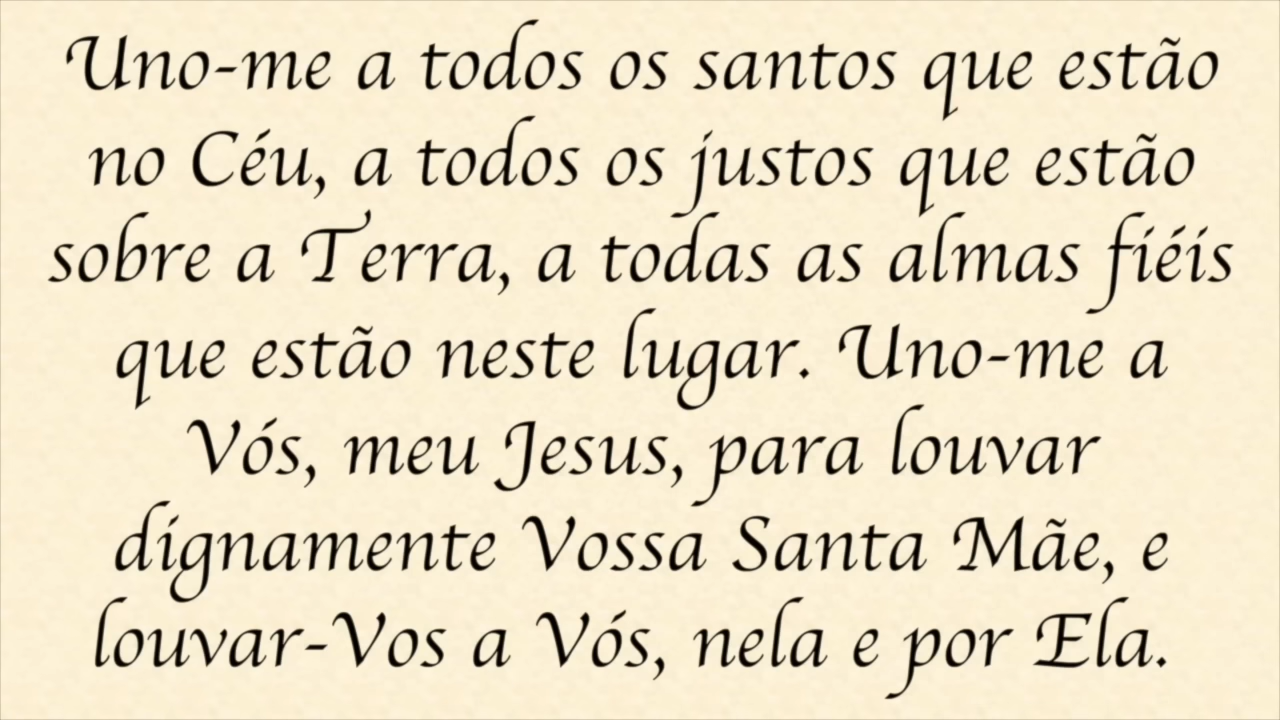 Uno-me a todos os santos que estão
no Céu, a todos os justos que estão
sobre a Terra, a todas as almas fiéis
que estão neste lugar. Uno-me a
Vós, meu Jesus, para louvar
dignamente Vossa Santa Mãe, e
louvar-Vos a Vós, nela e por Ela.